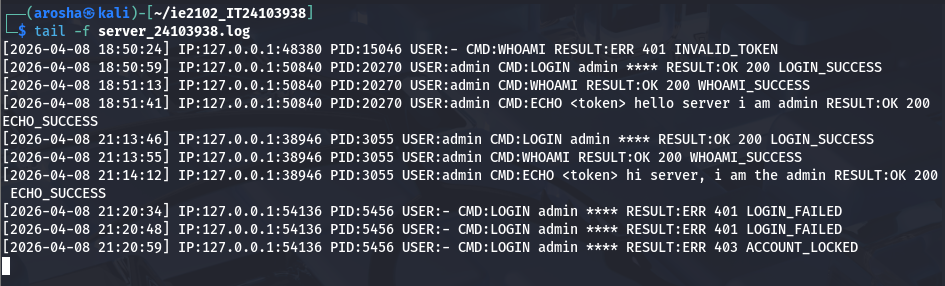 ┌──(arosha㉿kali)-[~/ie2102_IT24103938]
└─$ tail -f server_24103938.log
[2026-04-08 18:50:24] IP:127.0.0.1:48380 PID:15046 USER:- CMD:WHOAMI RESULT:ERR 401 INVALID_TOKEN
[2026-04-08 18:50:59] IP:127.0.0.1:50840 PID:20270 USER:admin CMD:LOGIN admin **** RESULT:OK 200 LOGIN_SUCCESS
[2026-04-08 18:51:13] IP:127.0.0.1:50840 PID:20270 USER:admin CMD:WHOAMI RESULT:OK 200 WHOAMI_SUCCESS
[2026-04-08 18:51:41] IP:127.0.0.1:50840 PID:20270 USER:admin CMD:ECHO <token> hello server i am admin RESULT:OK 200
ECHO_SUCCESS
[2026-04-08 21:13:46] IP:127.0.0.1:38946 PID:3055 USER:admin CMD:LOGIN admin **** RESULT:OK 200 LOGIN_SUCCESS
[2026-04-08 21:13:55] IP:127.0.0.1:38946 PID:3055 USER:admin CMD:WHOAMI RESULT:OK 200 WHOAMI_SUCCESS
[2026-04-08 21:14:12] IP:127.0.0.1:38946 PID:3055 USER:admin CMD:ECHO <token> hi server, i am the admin RESULT:OK 200
 ECHO_SUCCESS
[2026-04-08 21:20:34] IP:127.0.0.1:54136 PID:5456 USER:- CMD:LOGIN admin **** RESULT:ERR 401 LOGIN_FAILED
[2026-04-08 21:20:48] IP:127.0.0.1:54136 PID:5456 USER:- CMD:LOGIN admin **** RESULT:ERR 401 LOGIN_FAILED
[2026-04-08 21:20:59] IP:127.0.0.1:54136 PID:5456 USER:- CMD:LOGIN admin **** RESULT:ERR 403 ACCOUNT_LOCKED